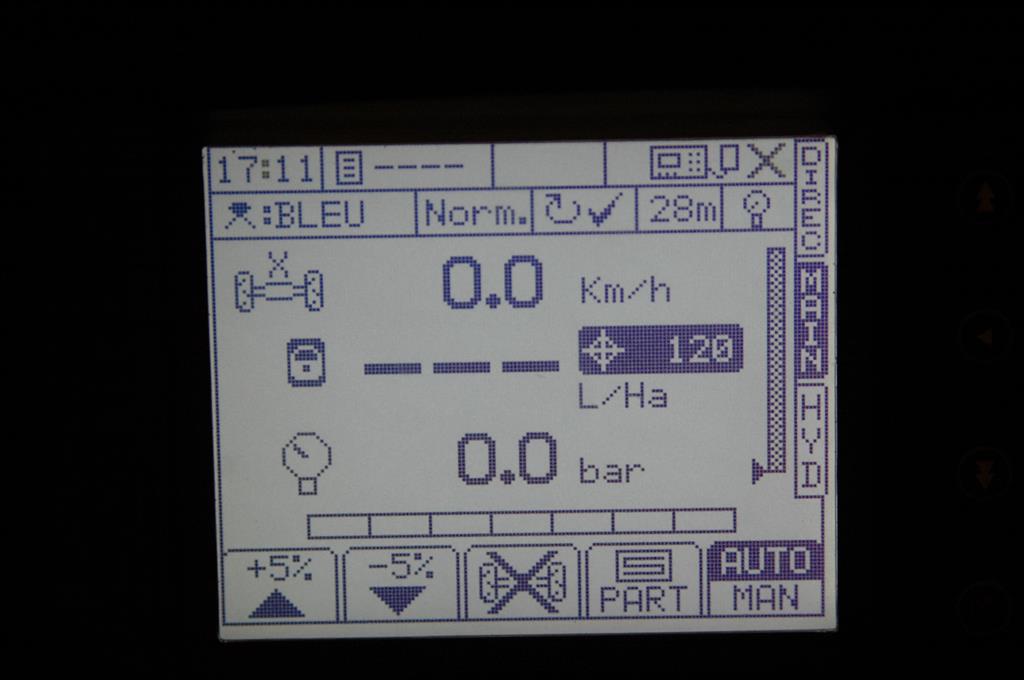 17:11 ---- DIREC
:BLEU Norm. 28m
0.0 Km/h MAIN
--- 120
L/Ha HYD
0.0 bar
+5% -5% PART AUTO
MAN